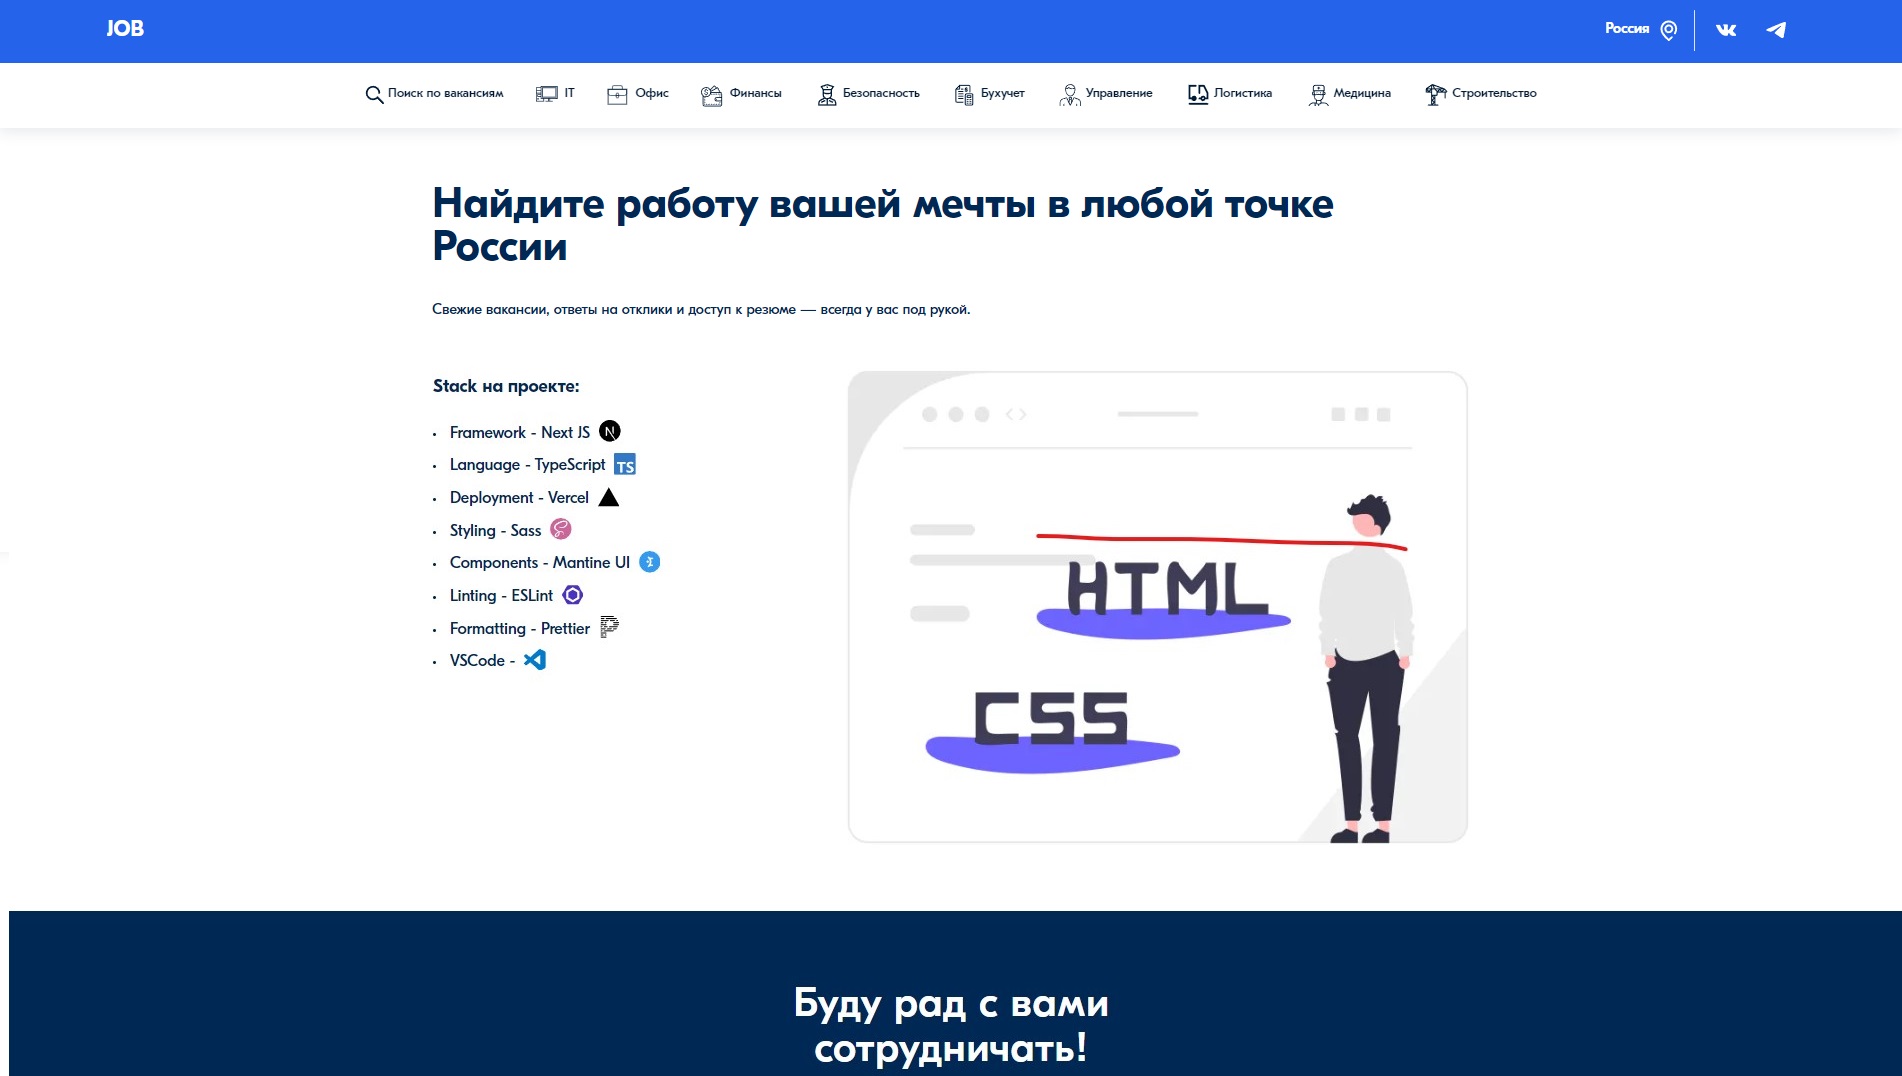 JOB
Россия
Поиск по вакансиям IT Офис Финансы Безопасность Бухучет Управление Логистика Медицина Строительство
Найдите работу вашей мечты в любой точке
России
Свежие вакансии, ответы на отклики и доступ к резюме — всегда у вас под рукой.
Stack на проекте:
Framework - Next JS N
Language - TypeScript TS
Deployment - Vercel
Styling - Sass
Components - Mantine UI
Linting - ESLint
Formatting - Prettier
VSCode -
HTML
CSS
Буду рад с вами
сотрудничать!